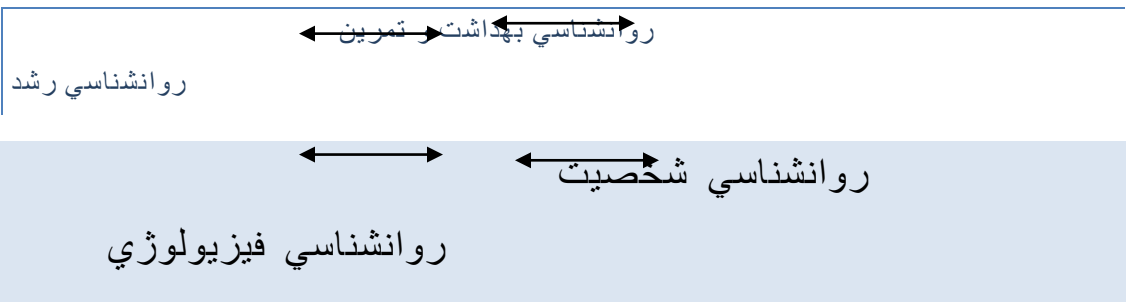 روانشناسي بهداشت و تمرين
روانشناسي رشد
روانشناسي شخصيت
روانشناسي فيزيولوژي